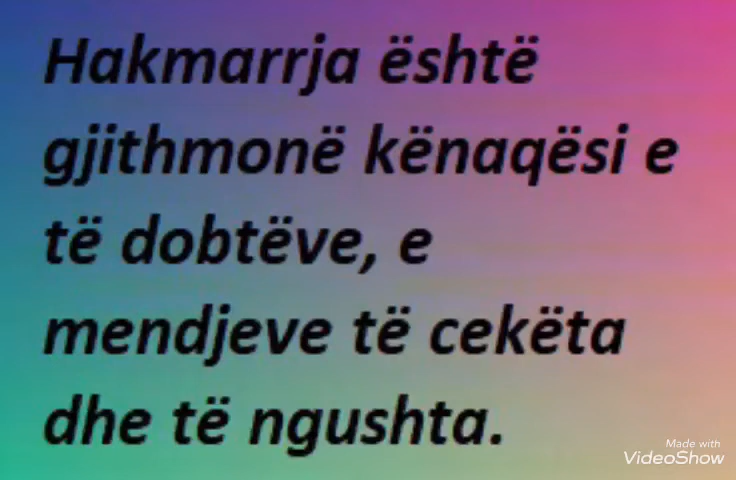 Hakmarrja është
gjithmonë kënaqësi e
të dobtëve, e
mendjeve të cekëta
dhe të ngushta.
Made with
VideoShow